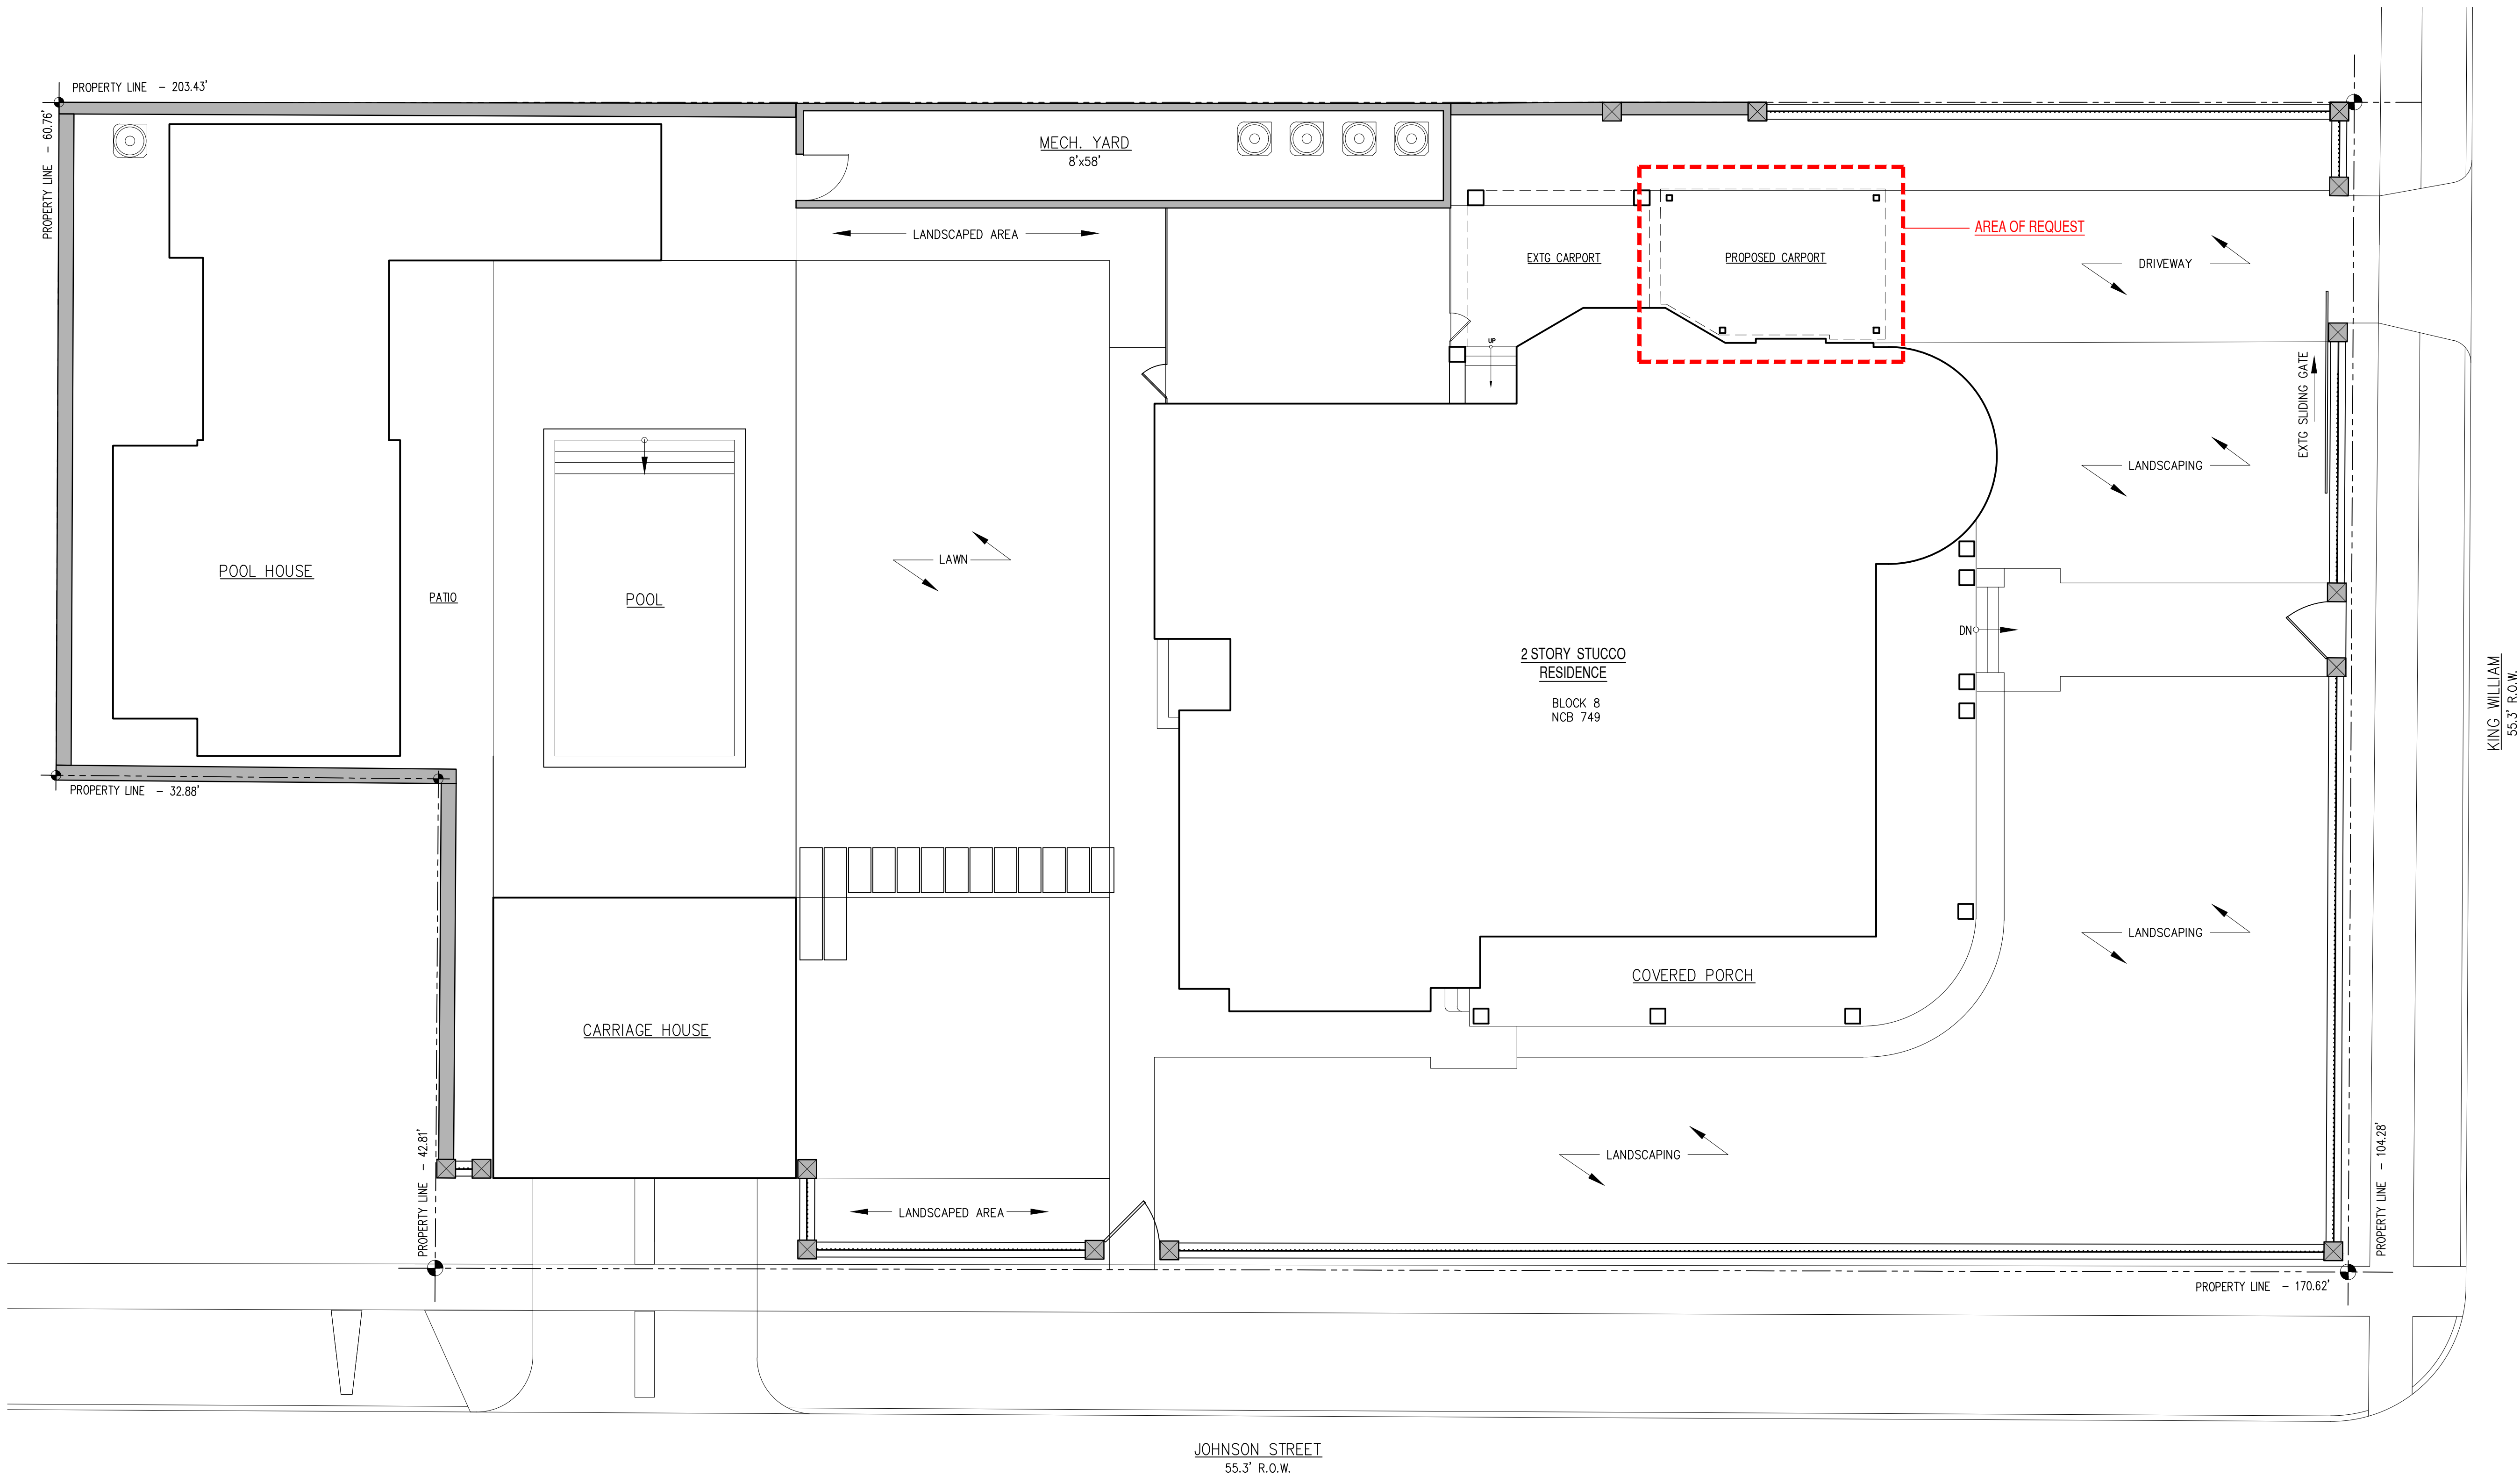 PROPERTY LINE - 203.43'
PROPERTY LINE - 60.76'
MECH. YARD
8'x58'
LANDSCAPED AREA
EXTG CARPORT
PROPOSED CARPORT
AREA OF REQUEST
DRIVEWAY
UP
EXTG SLIDING GATE
LANDSCAPING
LAWN
POOL HOUSE
PATIO
POOL
DN
2 STORY STUCCO
RESIDENCE
BLOCK 8
NCB 749
KING WILLIAM
55.3' R.O.W.
PROPERTY LINE - 32.88'
LANDSCAPING
COVERED PORCH
CARRIAGE HOUSE
PROPERTY LINE - 42.81'
LANDSCAPING
PROPERTY LINE - 104.28'
LANDSCAPED AREA
PROPERTY LINE - 170.62'
JOHNSON STREET
55.3' R.O.W.